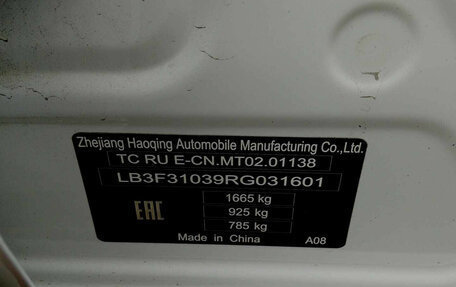 Zhejiang Haoqing Automobile Manufacturing Co.,Ltd.
TC RU E-CN.MT02.01138
LB3F31039RG031601
1665 kg
EAC 925 kg
785 kg
Made in China A08